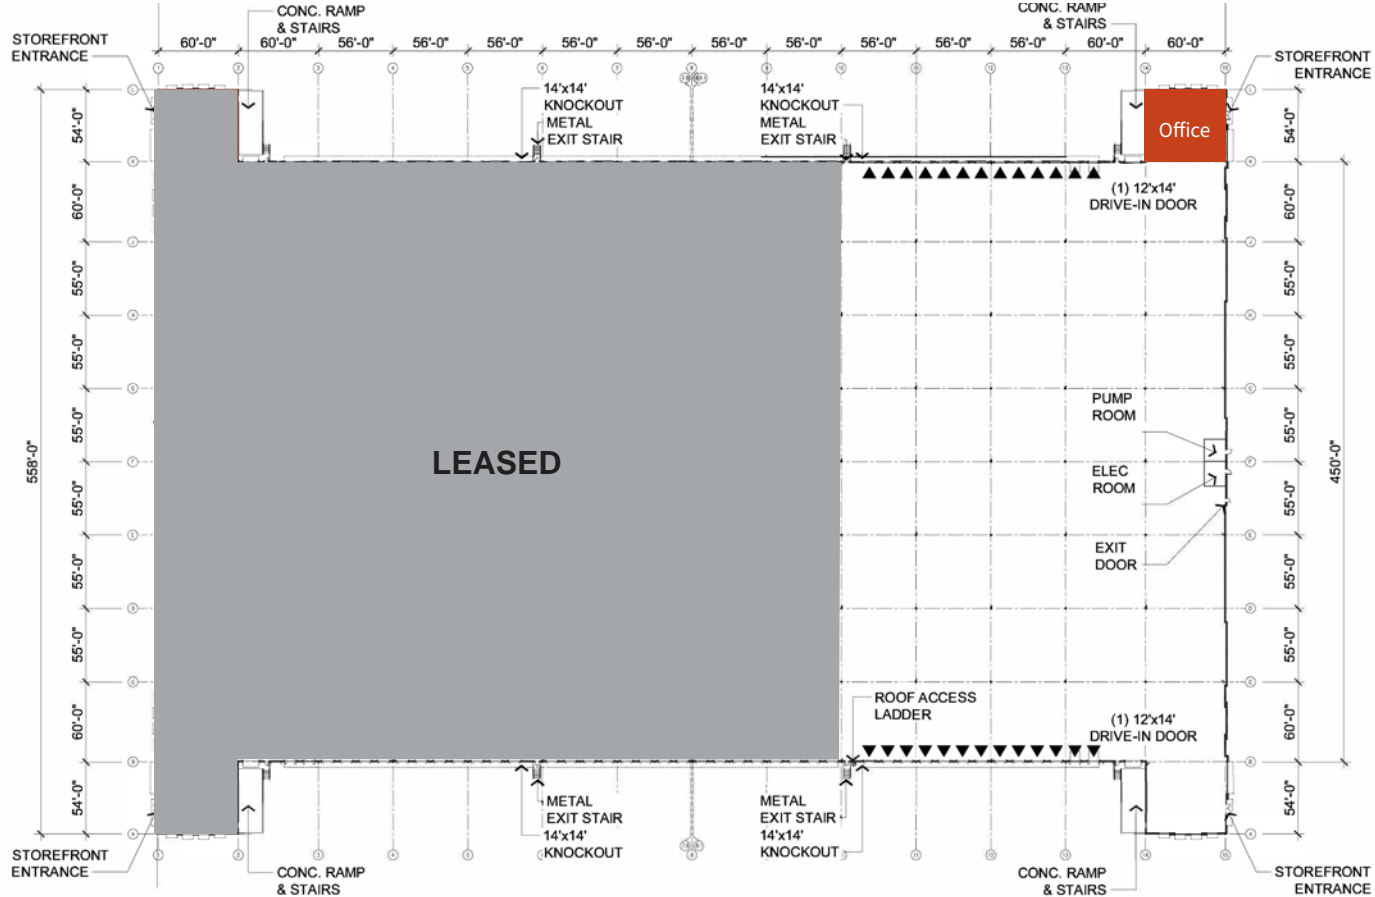 CONC. RAMP
& STAIRS
CONC. RAMP
& STAIRS
STOREFRONT
ENTRANCE
60'-0" 60'-0" 56'-0" 56'-0" 56'-0" 56'-0" 56'-0" 56'-0" 56'-0" 56'-0" 56'-0" 56'-0" 60'-0" 60'-0"
STOREFRONT
ENTRANCE
14'x14'
KNOCKOUT
METAL
EXIT STAIR
14'x14'
KNOCKOUT
METAL
EXIT STAIR
54'-0"
60'-0"
55'-0"
55'-0"
55'-0"
55'-0"
55'-0"
55'-0"
60'-0"
54'-0"
558'-0"
Office
(1) 12'x14'
DRIVE-IN DOOR
LEASED
PUMP
ROOM
ELEC
ROOM
EXIT
DOOR
54'-0"
60'-0"
55'-0"
55'-0"
55'-0"
55'-0"
55'-0"
55'-0"
60'-0"
54'-0"
450'-0"
ROOF ACCESS
LADDER
(1) 12'x14'
DRIVE-IN DOOR
METAL
EXIT STAIR
14'x14'
KNOCKOUT
METAL
EXIT STAIR
14'x14'
KNOCKOUT
STOREFRONT
ENTRANCE
CONC. RAMP
& STAIRS
CONC. RAMP
& STAIRS
STOREFRONT
ENTRANCE